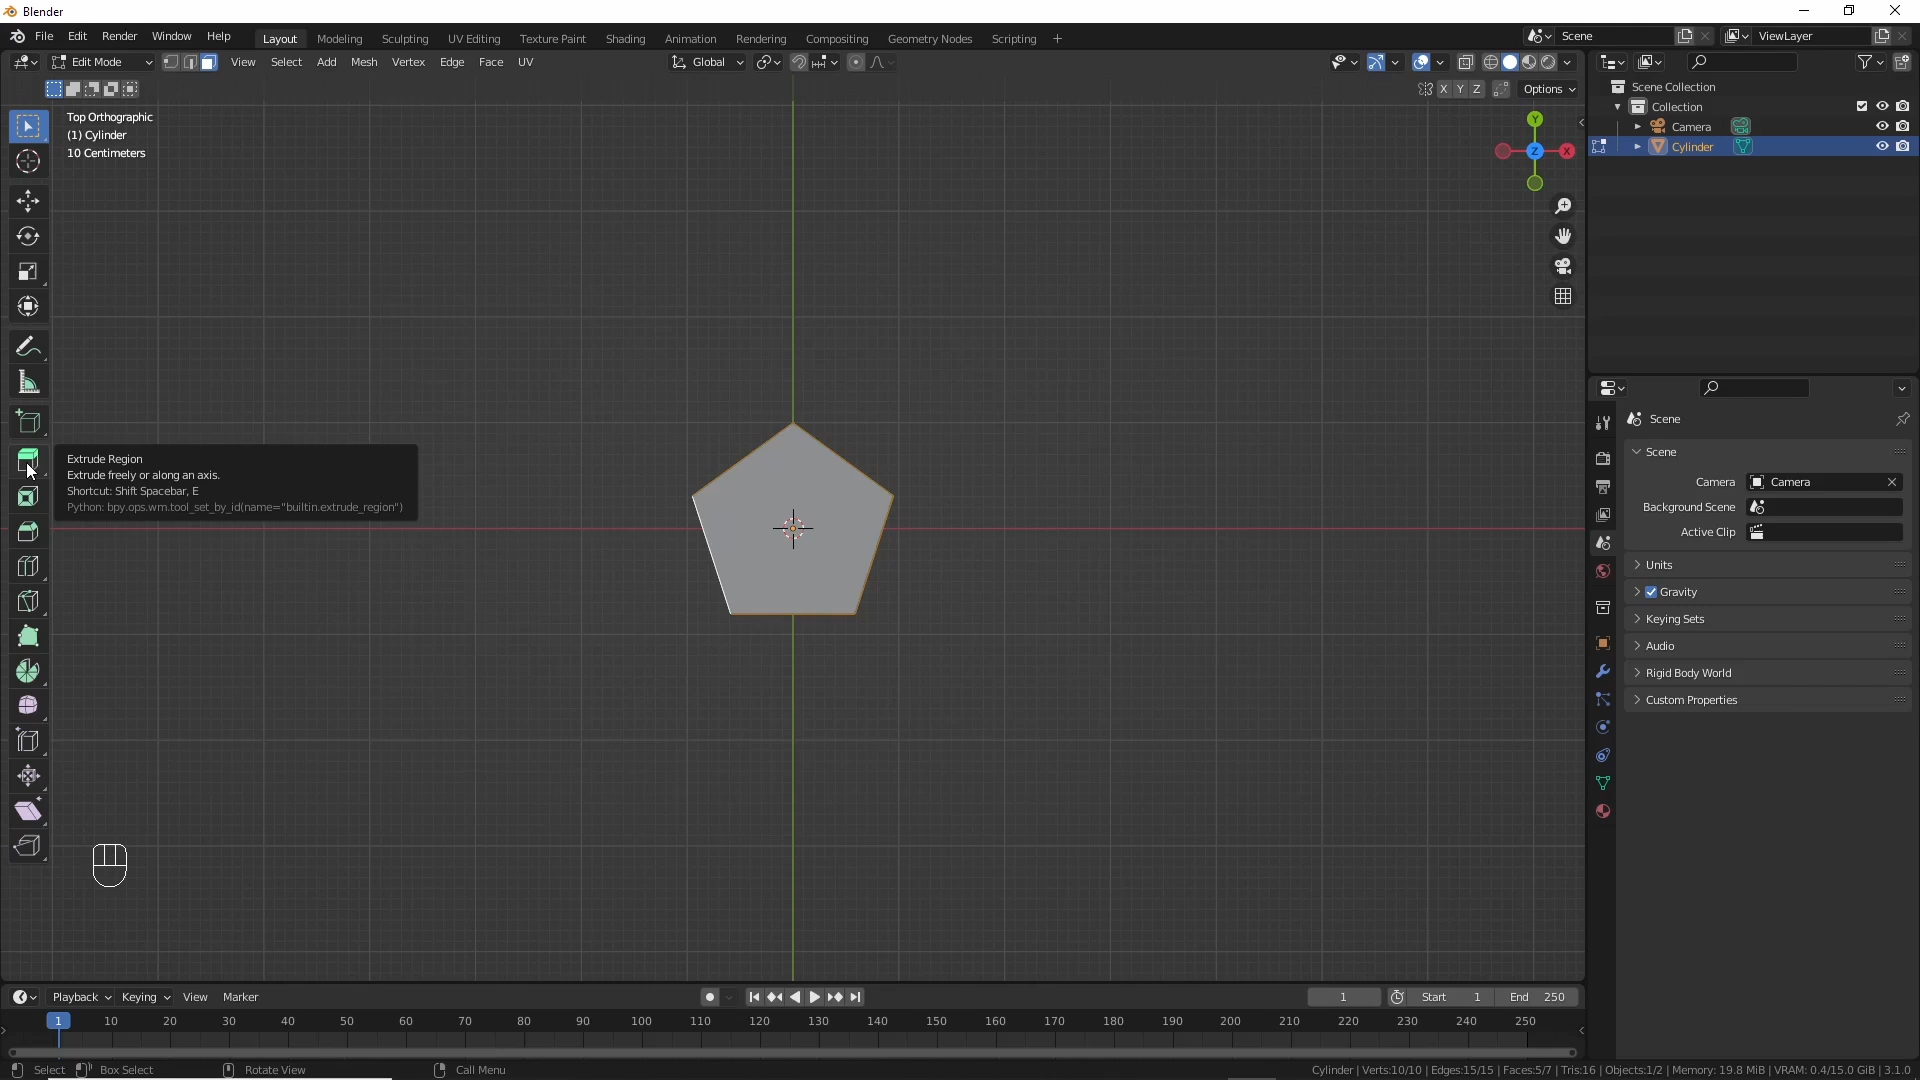 Blender
File Edit Render Window Help Layout Modeling Sculpting UV Editing Texture Paint Shading Animation Rendering Compositing Geometry Nodes Scripting + Scene ViewLayer
Edit Mode View Select Add Mesh Vertex Edge Face UV Global
X Y Z Options
Top Orthographic
(1) Cylinder
10 Centimeters
Y
Z X
Scene Collection
Collection
Camera
Cylinder
Extrude Region
Extrude freely or along an axis.
Shortcut: Shift Spacebar, E
Python: bpy.ops.wm.tool_set_by_id(name="builtin.extrude_region")
Scene
Scene
Camera Camera
Background Scene
Active Clip
Units
Gravity
Keying Sets
Audio
Rigid Body World
Custom Properties
Playback Keying View Marker 1 Start 1 End 250
1 10 20 30 40 50 60 70 80 90 100 110 120 130 140 150 160 170 180 190 200 210 220 230 240 250
Select Box Select Rotate View Call Menu Cylinder | Verts:10/10 | Edges:15/15 | Faces:5/7 | Tris:16 | Objects:1/2 | Memory: 19.8 MiB | VRAM: 0.4/15.0 GiB | 3.1.0